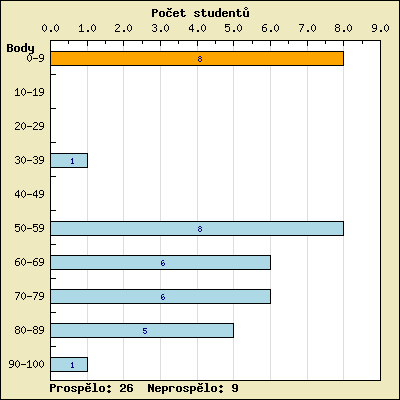 Počet studentů
0.0 1.0 2.0 3.0 4.0 5.0 6.0 7.0 8.0 9.0
Body
0-9 8
10-19
20-29
30-39 1
40-49
50-59 8
60-69 6
70-79 6
80-89 5
90-100 1
Prospělo: 26 Neprospělo: 9